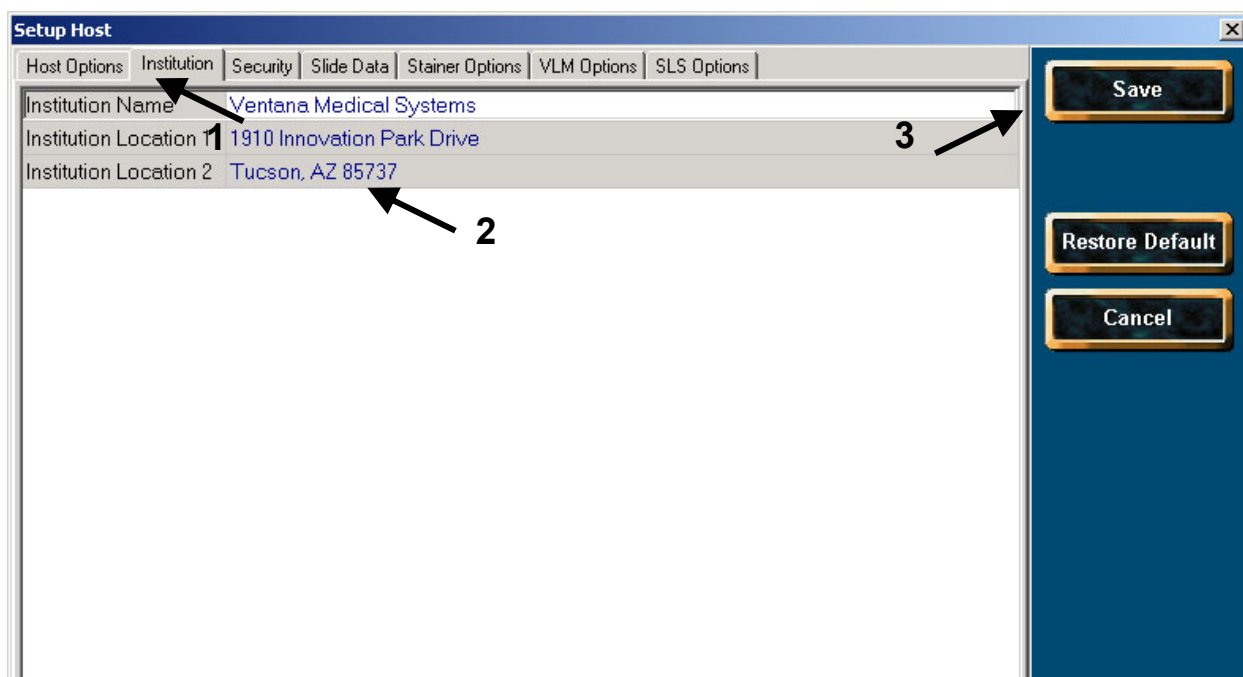 Setup Host
Host Options Institution Security Slide Data Stainer Options VLM Options SLS Options
Institution Name Ventana Medical Systems
Institution Location 1 1910 Innovation Park Drive
Institution Location 2 Tucson, AZ 85737
1
2
3
Save
Restore Default
Cancel